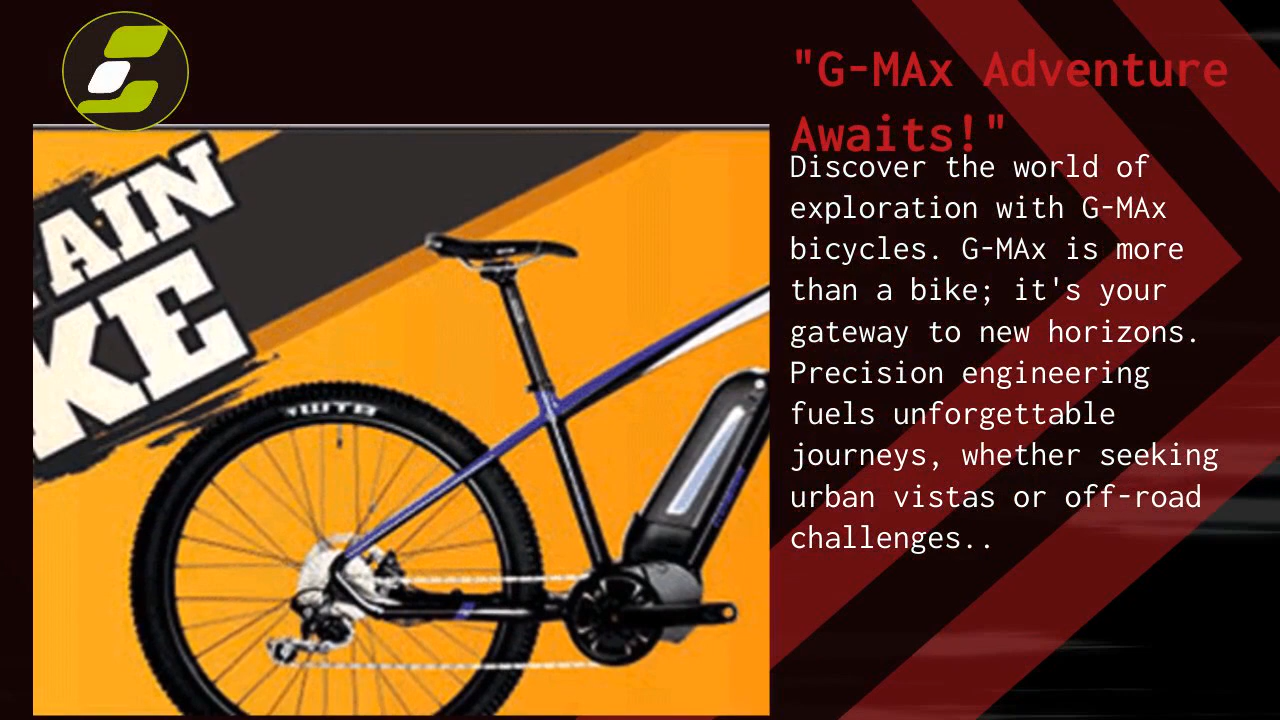 "G-MAx Adventure
Awaits!"
Discover the world of
exploration with G-MAx
bicycles. G-MAx is more
than a bike; it's your
gateway to new horizons.
Precision engineering
fuels unforgettable
journeys, whether seeking
urban vistas or off-road
challenges..
AIN
KE
WTB